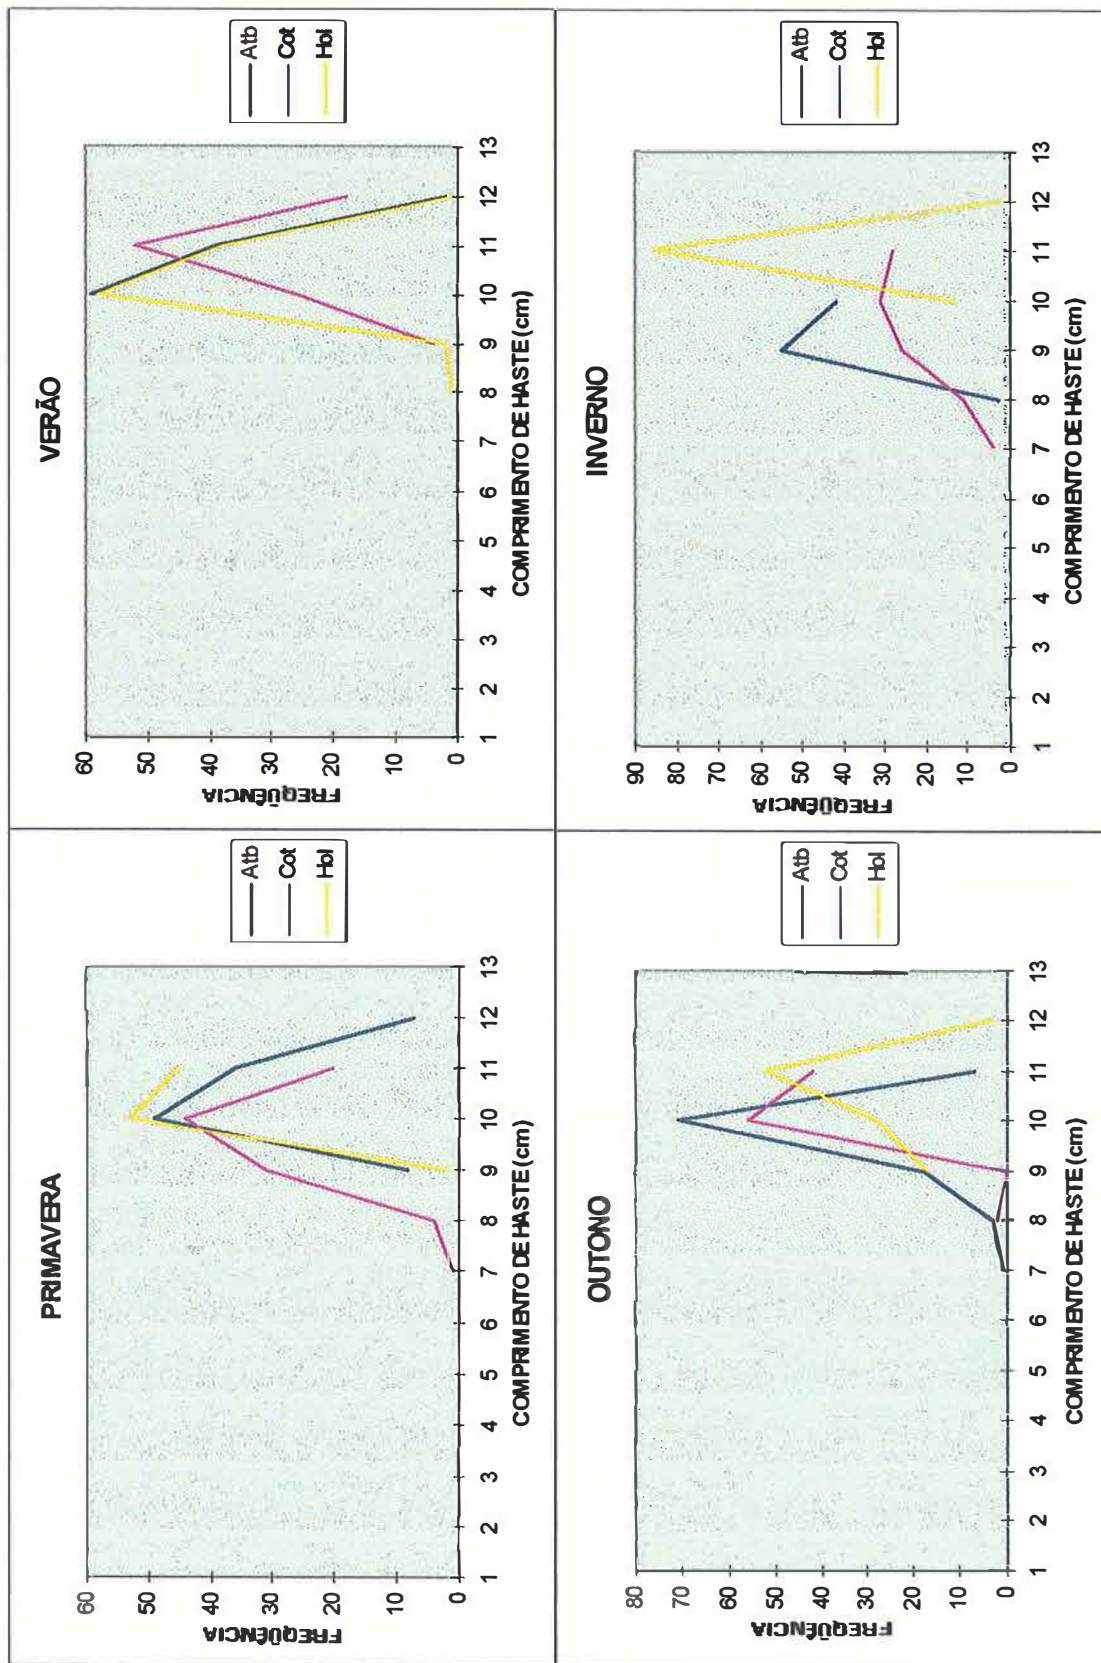 PRIMAVERA
FREQÜÊNCIA
60
50
40
30
20
10
0
1 2 3 4 5 6 7 8 9 10 11 12 13
COMPRIMENTO DE HASTE (cm)
Atb
Cot
Hol
VERÃO
FREQÜÊNCIA
60
50
40
30
20
10
0
1 2 3 4 5 6 7 8 9 10 11 12 13
COMPRIMENTO DE HASTE (cm)
Atb
Cot
Hol
OUTONO
FREQÜÊNCIA
80
70
60
50
40
30
20
10
0
1 2 3 4 5 6 7 8 9 10 11 12 13
COMPRIMENTO DE HASTE (cm)
Atb
Cot
Hol
INVERNO
FREQÜÊNCIA
90
80
70
60
50
40
30
20
10
0
1 2 3 4 5 6 7 8 9 10 11 12 13
COMPRIMENTO DE HASTE (cm)
Atb
Cot
Hol